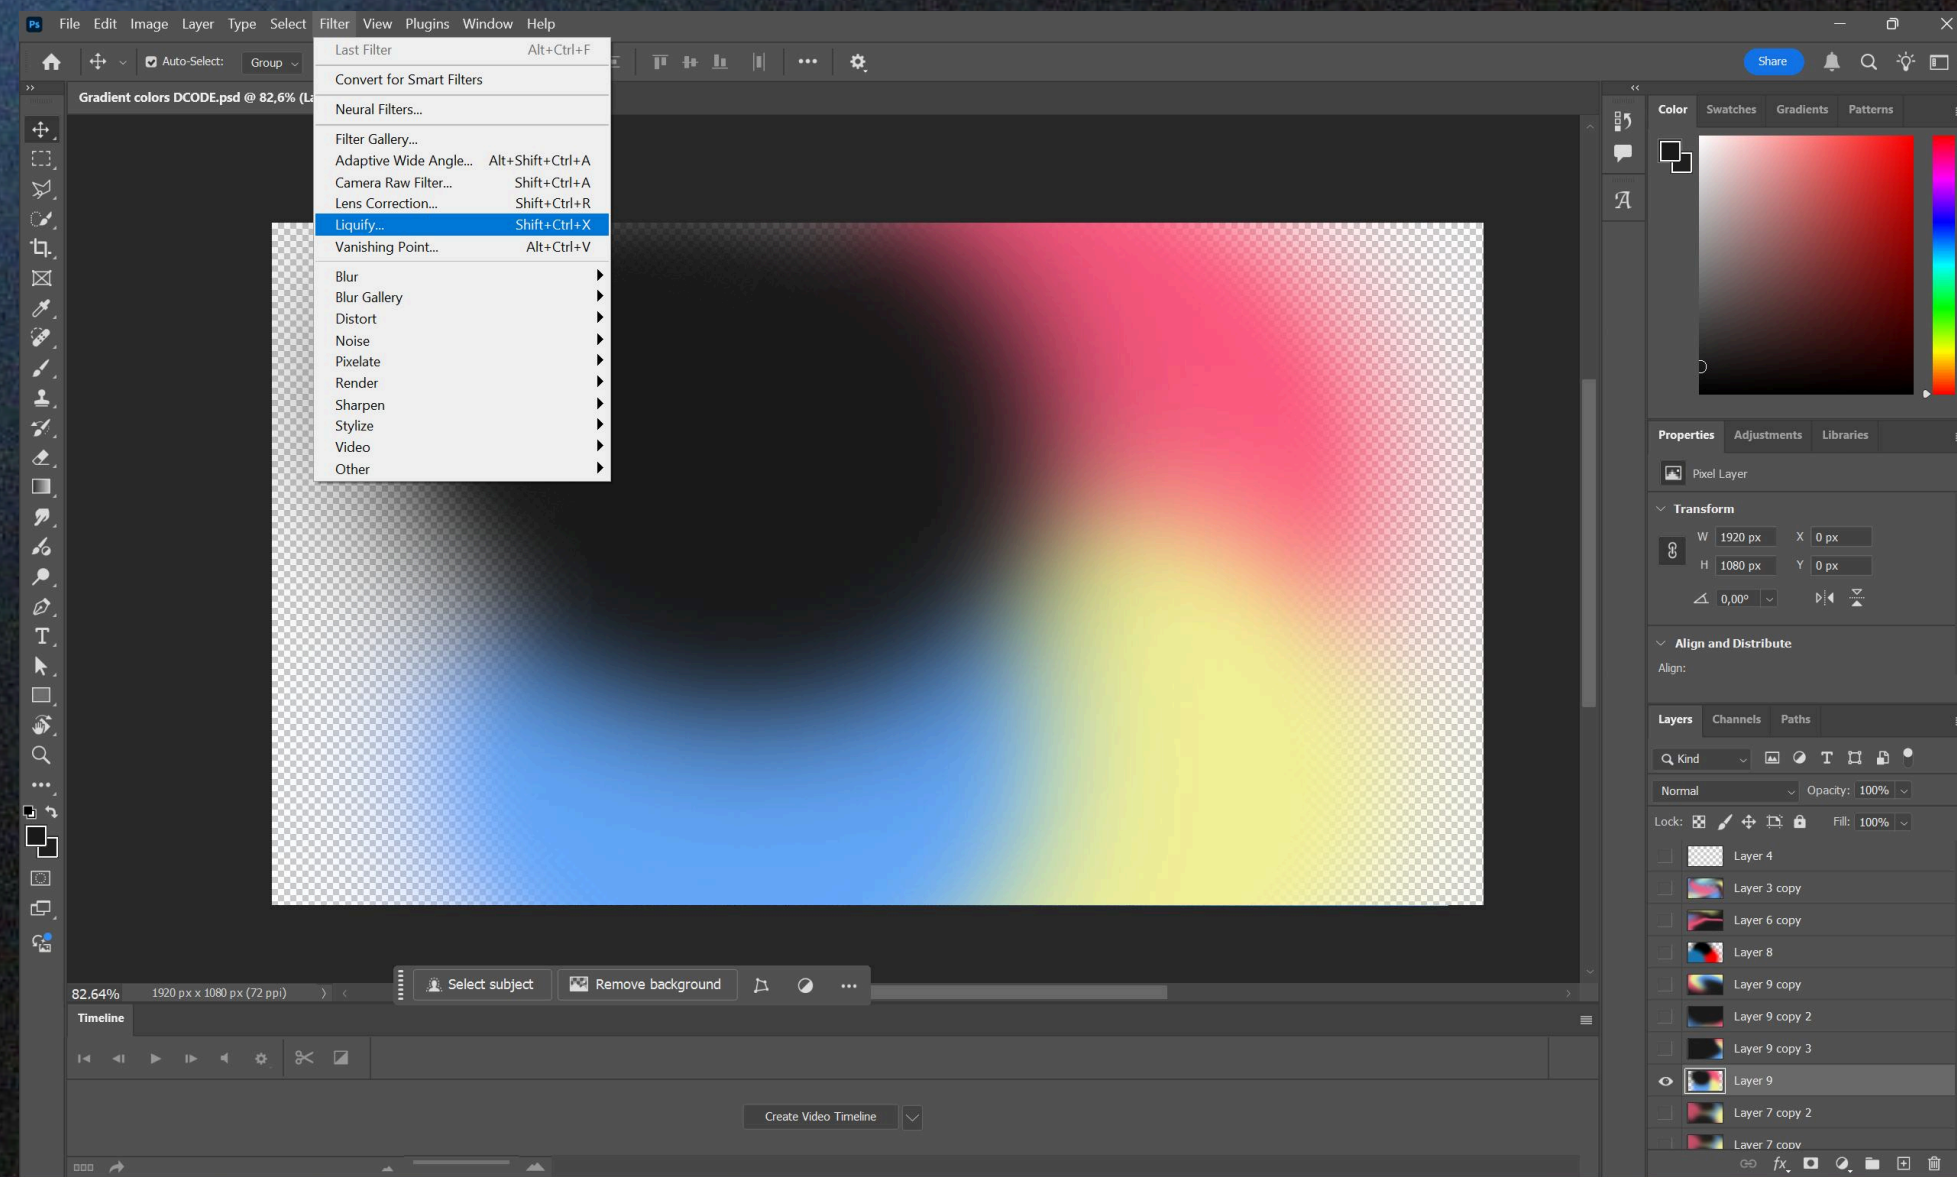 Ps File Edit Image Layer Type Select Filter View Plugins Window Help
Auto-Select: Group
Share
Gradient colors DCODE.psd @ 82,6% (La
Last Filter Alt+Ctrl+F
Convert for Smart Filters
Neural Filters...
Filter Gallery...
Adaptive Wide Angle... Alt+Shift+Ctrl+A
Camera Raw Filter... Shift+Ctrl+A
Lens Correction... Shift+Ctrl+R
Liquify... Shift+Ctrl+X
Vanishing Point... Alt+Ctrl+V
Blur
Blur Gallery
Distort
Noise
Pixelate
Render
Sharpen
Stylize
Video
Other
Color Swatches Gradients Patterns
Properties Adjustments Libraries
Pixel Layer
Transform
W 1920 px X 0 px
H 1080 px Y 0 px
0,00°
Align and Distribute
Align:
Layers Channels Paths
Kind
Normal Opacity: 100%
Lock: Fill: 100%
Layer 4
Layer 3 copy
Layer 6 copy
Layer 8
Layer 9 copy
Layer 9 copy 2
Layer 9 copy 3
Layer 9
Layer 7 copy 2
Layer 7 copy
fx
Select subject Remove background
82.64% 1920 px x 1080 px (72 ppi)
Timeline
Create Video Timeline